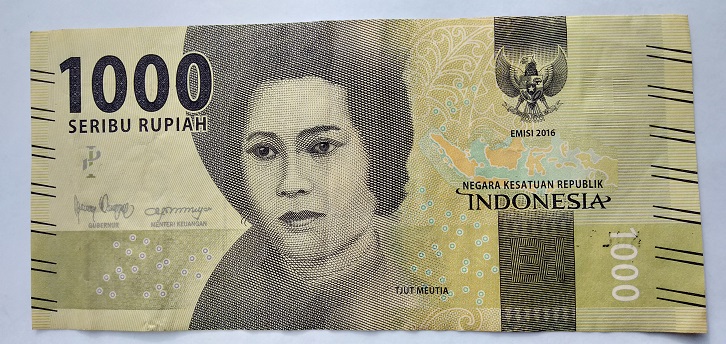 1000
SERIBU RUPIAH
EMISI 2016
NEGARA KESATUAN REPUBLIK
INDONESIA
GUBERNUR
MENTERI KEUANGAN
TJUT MEUTIA
1000